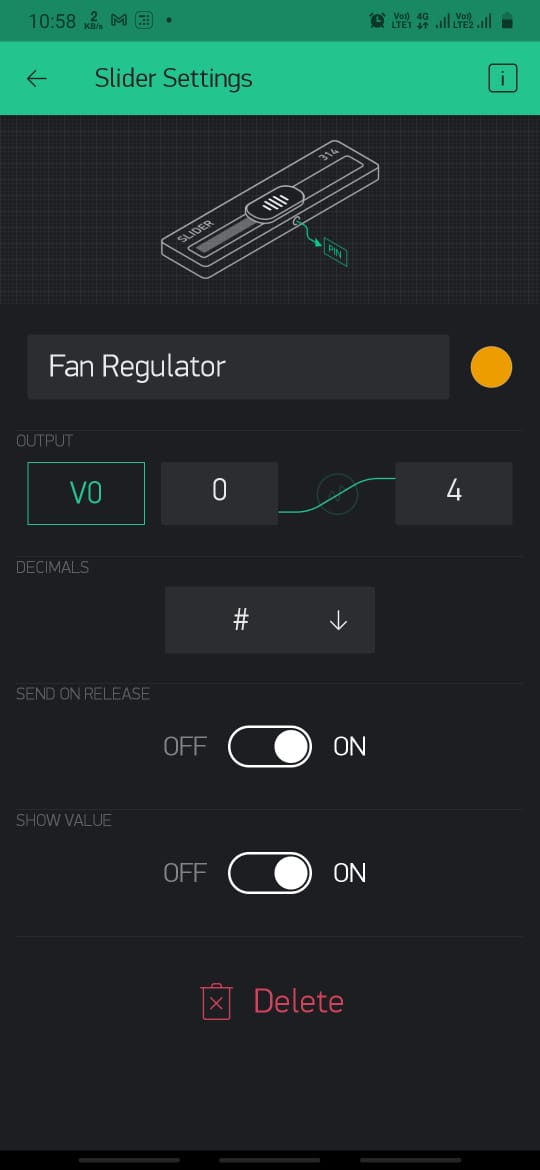 10:58 2 KB/s Vo)) LTE1 4G Vo)) LTE2
Slider Settings i
314
SLIDER
PIN
Fan Regulator
OUTPUT
V0 0 4
DECIMALS
#
SEND ON RELEASE
OFF ON
SHOW VALUE
OFF ON
Delete